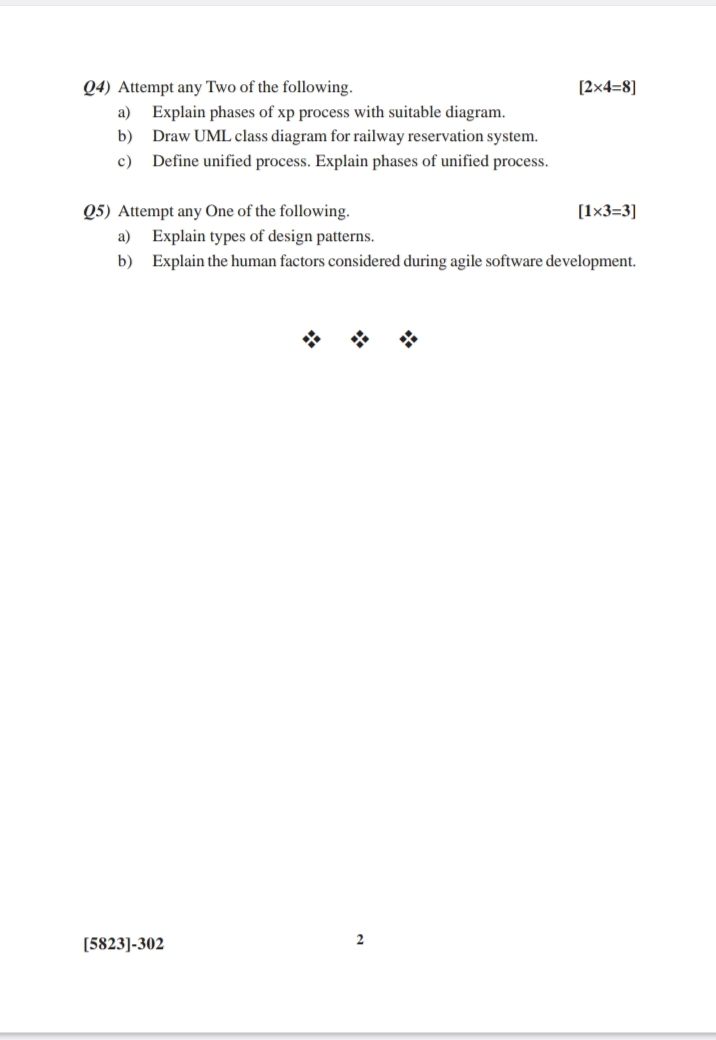 Q4) Attempt any Two of the following. [2×4=8]
a) Explain phases of xp process with suitable diagram.
b) Draw UML class diagram for railway reservation system.
c) Define unified process. Explain phases of unified process.
Q5) Attempt any One of the following. [1×3=3]
a) Explain types of design patterns.
b) Explain the human factors considered during agile software development.
[5823]-302 2